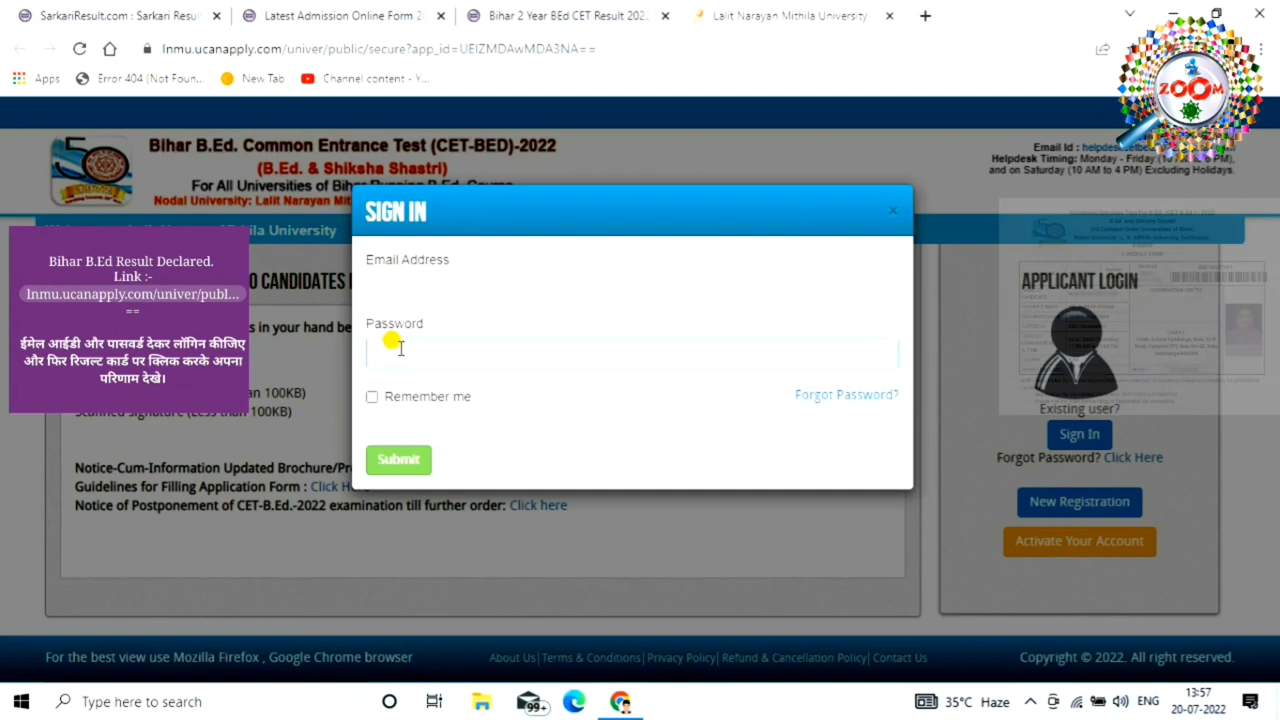 SarkariResult.com : Sarkari Resul
Latest Admission Online Form 2
Bihar 2 Year BEd CET Result 2022
Lalit Narayan Mithila University
lnmu.ucanapply.com/univer/public/secure?app_id=UElZMDAwMDA3NA==
Apps
Error 404 (Not Foun...
New Tab
Channel content - Y...
ZOOM
50
Bihar B.Ed. Common Entrance Test (CET-BED)-2022
(B.Ed. & Shiksha Shastri)
For All Universities of Bihar
Nodal University: Lalit Narayan Mit
Email Id :
Helpdesk Timing: Monday - Friday:(10
and on Saturday (10 AM to 4 PM) Excluding Holidays.
SIGN IN
×
Email Address
Password
Remember me
Forgot Password?
Submit
ila University
O CANDIDATES
s in your hand be
an 100KB)
Scanned signature (Less than 100KB)
Notice-Cum-Information Updated Brochure/Pr
Guidelines for Filling Application Form : Click H
Notice of Postponement of CET-B.Ed.-2022 examination till further order: Click here
Bihar B.Ed Result Declared.
Link :-
lnmu.ucanapply.com/univer/publ...
==
ईमेल आईडी और पासवर्ड देकर लॉगिन कीजिए
और फिर रिजल्ट कार्ड पर क्लिक करके अपना
परिणाम देखे।
APPLICANT LOGIN
Existing user?
Sign In
Forgot Password? Click Here
New Registration
Activate Your Account
For the best view use Mozilla Firefox , Google Chrome browser
About Us| Terms & Conditions| Privacy Policy| Refund & Cancellation Policy| Contact Us
Copyright © 2022. All right reserved.
Type here to search
99+
35°C Haze
ENG
13:57
20-07-2022